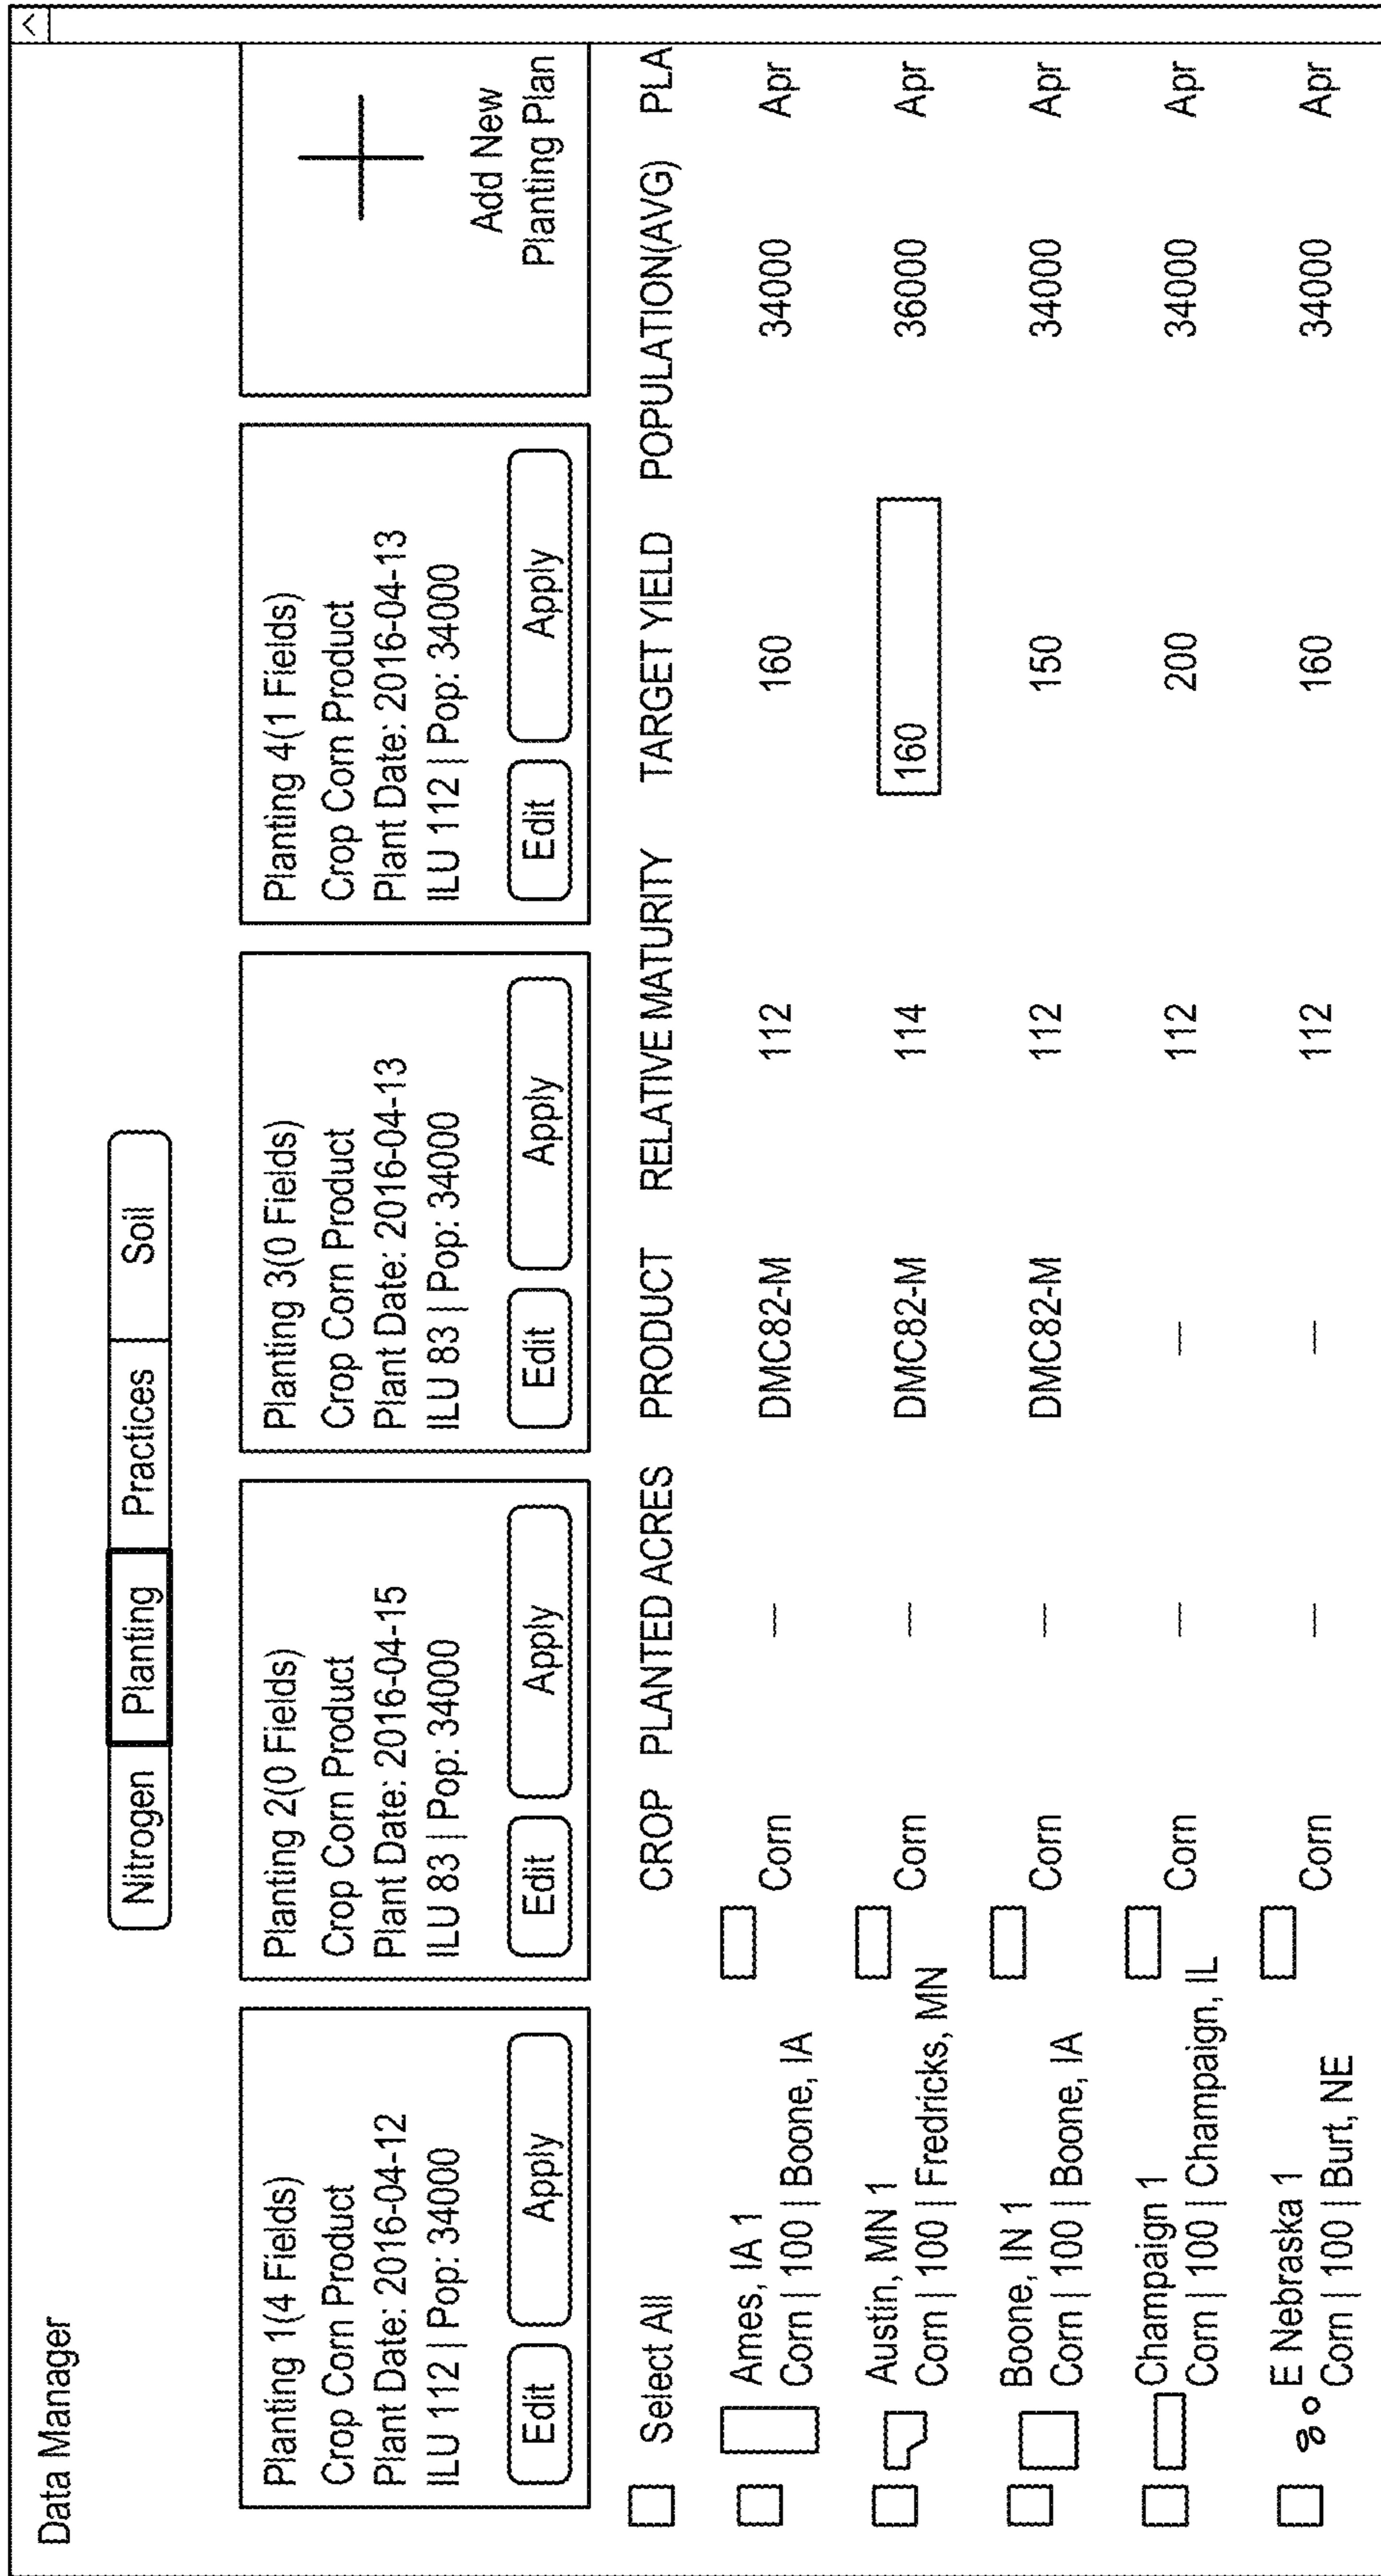 Data Manager
Nitrogen Planting Practices Soil
Planting 1(4 Fields)
Crop Corn Product
Plant Date: 2016-04-12
ILU 112 | Pop: 34000
Edit Apply
Planting 2(0 Fields)
Crop Corn Product
Plant Date: 2016-04-15
ILU 83 | Pop: 34000
Edit Apply
Planting 3(0 Fields)
Crop Corn Product
Plant Date: 2016-04-13
ILU 83 | Pop: 34000
Edit Apply
Planting 4(1 Fields)
Crop Corn Product
Plant Date: 2016-04-13
ILU 112 | Pop: 34000
Edit Apply
Add New
Planting Plan
Select All CROP PLANTED ACRES PRODUCT RELATIVE MATURITY TARGET YIELD POPULATION(AVG) PLA
Ames, IA 1
Corn | 100 | Boone, IA Corn — DMC82-M 112 160 34000 Apr
Austin, MN 1
Corn | 100 | Fredricks, MN Corn — DMC82-M 114 160 36000 Apr
Boone, IN 1
Corn | 100 | Boone, IA Corn — DMC82-M 112 150 34000 Apr
Champaign 1
Corn | 100 | Champaign, IL Corn — — 112 200 34000 Apr
E Nebraska 1
Corn | 100 | Burt, NE Corn — — 112 160 34000 Apr